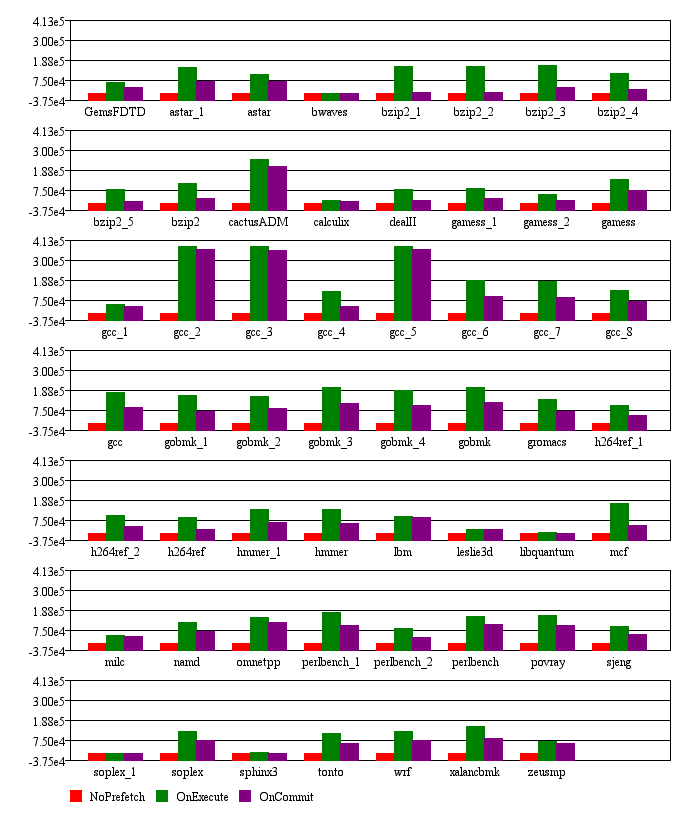 4.13e5
3.00e5
1.88e5
7.50e4
-3.75e4
GemsFDTD astar_1 astar bwaves bzip2_1 bzip2_2 bzip2_3 bzip2_4
4.13e5
3.00e5
1.88e5
7.50e4
-3.75e4
bzip2_5 bzip2 cactusADM calculix dealII gamess_1 gamess_2 gamess
4.13e5
3.00e5
1.88e5
7.50e4
-3.75e4
gcc_1 gcc_2 gcc_3 gcc_4 gcc_5 gcc_6 gcc_7 gcc_8
4.13e5
3.00e5
1.88e5
7.50e4
-3.75e4
gcc gobmk_1 gobmk_2 gobmk_3 gobmk_4 gobmk gromacs h264ref_1
4.13e5
3.00e5
1.88e5
7.50e4
-3.75e4
h264ref_2 h264ref hmmer_1 hmmer lbm leslie3d libquantum mcf
4.13e5
3.00e5
1.88e5
7.50e4
-3.75e4
milc namd omnetpp perlbench_1 perlbench_2 perlbench povray sjeng
4.13e5
3.00e5
1.88e5
7.50e4
-3.75e4
soplex_1 soplex sphinx3 tonto wrf xalancbmk zeusmp
NoPrefetch OnExecute OnCommit